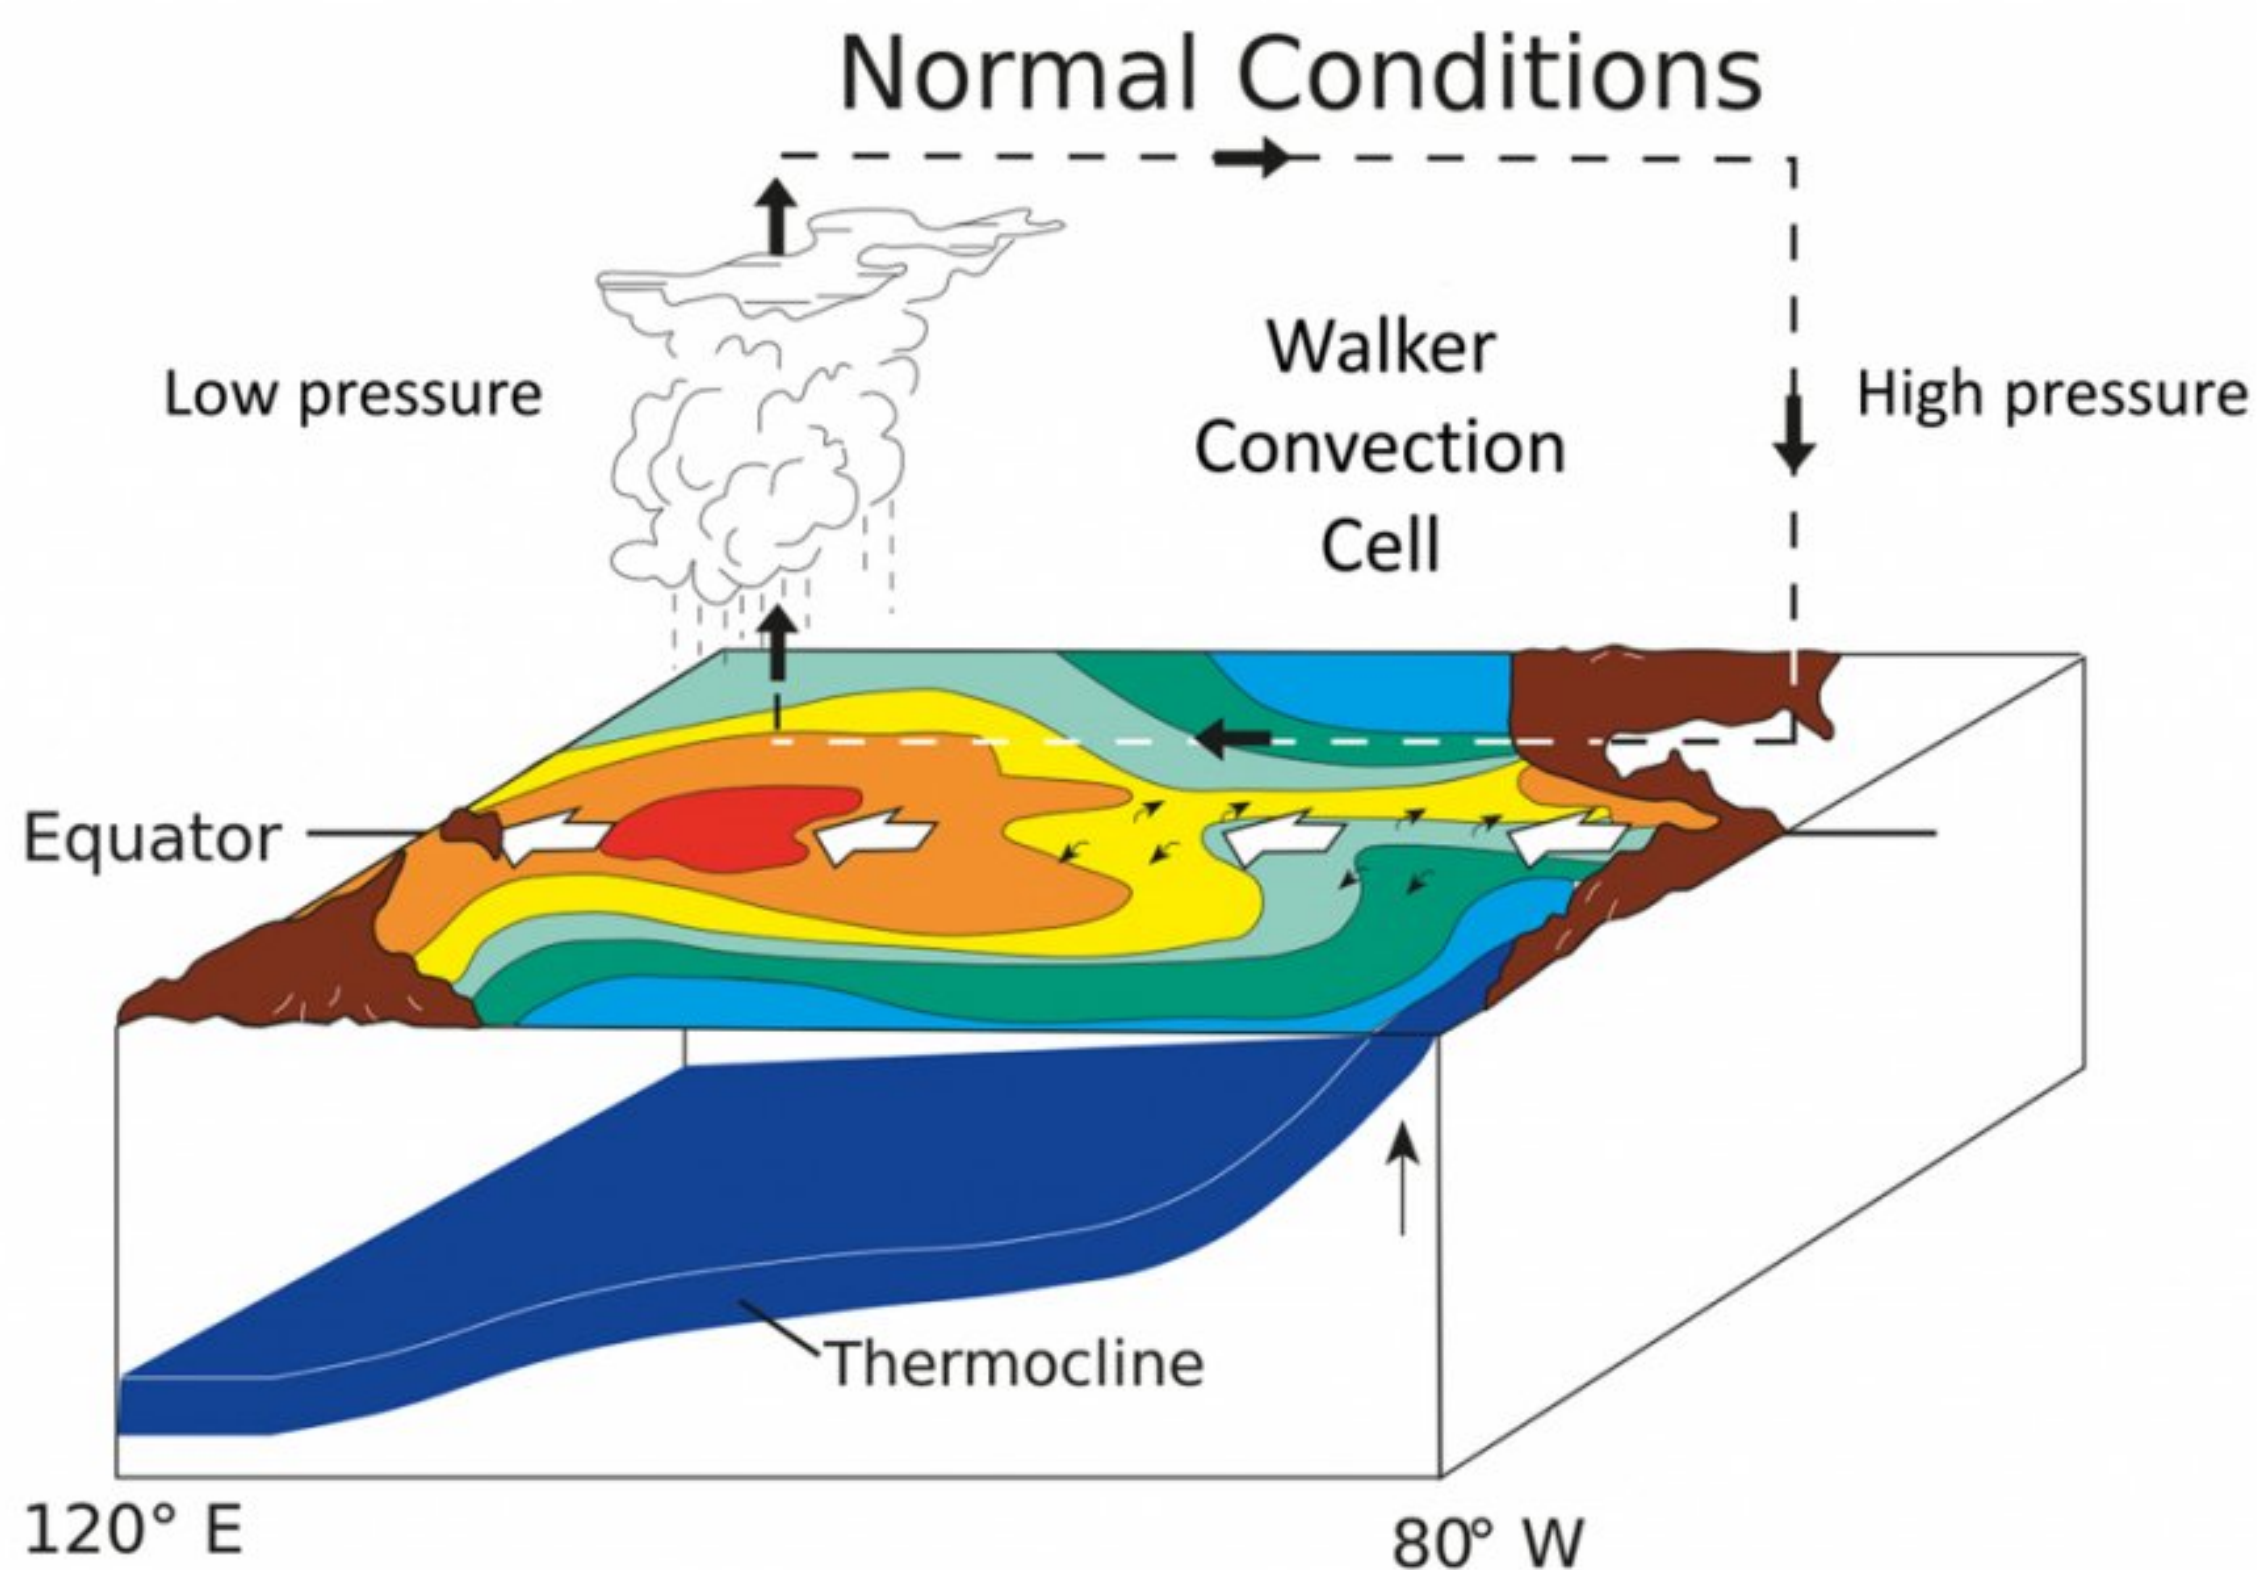 Normal Conditions
Low pressure
Walker
Convection
Cell
High pressure
Equator
Thermocline
120° E
80° W